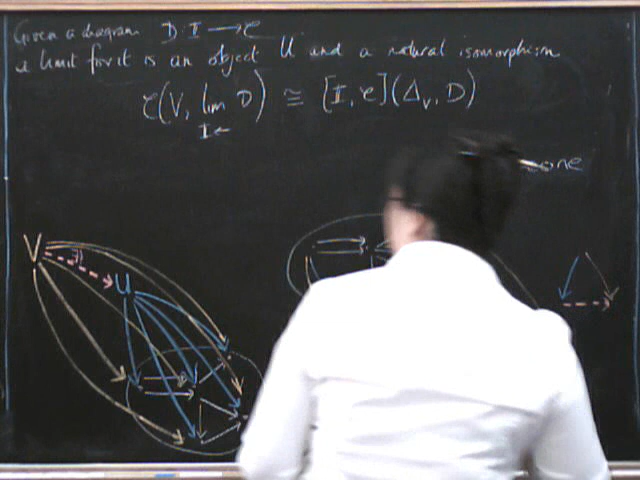 Given a diagram D I → C
a limit for it is an object U and a natural isomorphism
C(V, lim D) ≅ [I, C](Δ_V, D)
I←
cone
V
U